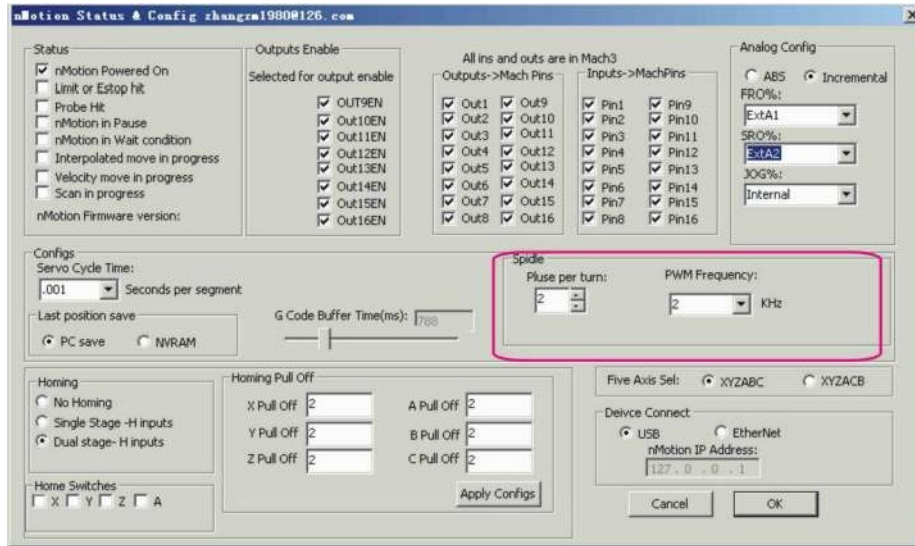 nMotion Status & Config zhangrm1980@126.com
Status
nMotion Powered On
Limit or Estop hit
Probe Hit
nMotion in Pause
nMotion in Wait condition
Interpolated move in progress
Velocity move in progress
Scan in progress
nMotion Firmware version:
Outputs Enable
Selected for output enable
OUT9EN
Out10EN
Out11EN
Out12EN
Out13EN
Out14EN
Out15EN
Out16EN
All ins and outs are in Mach3
Outputs->Mach Pins
Out1 Out9
Out2 Out10
Out3 Out11
Out4 Out12
Out5 Out13
Out6 Out14
Out7 Out15
Out8 Out16
Inputs->MachPins
Pin1 Pin9
Pin2 Pin10
Pin3 Pin11
Pin4 Pin12
Pin5 Pin13
Pin6 Pin14
Pin7 Pin15
Pin8 Pin16
Analog Config
ABS Incremental
FRO%:
ExtA1
SRO%:
ExtA2
JOG%:
Internal
Configs
Servo Cycle Time:
.001 Seconds per segment
Last position save
PC save NVRAM
G Code Buffer Time(ms): 788
Spidle
Pluse per turn:
2
PWM Frequency:
2 KHz
Homing
No Homing
Single Stage -H inputs
Dual stage- H inputs
Home Switches
X Y Z A
Homing Pull Off
X Pull Off 2 A Pull Off 2
Y Pull Off 2 B Pull Off 2
Z Pull Off 2 C Pull Off 2
Apply Configs
Five Axis Sel: XYZABC XYZACB
Deivce Connect
USB EtherNet
nMotion IP Address:
127 . 0 . 0 . 1
Cancel OK